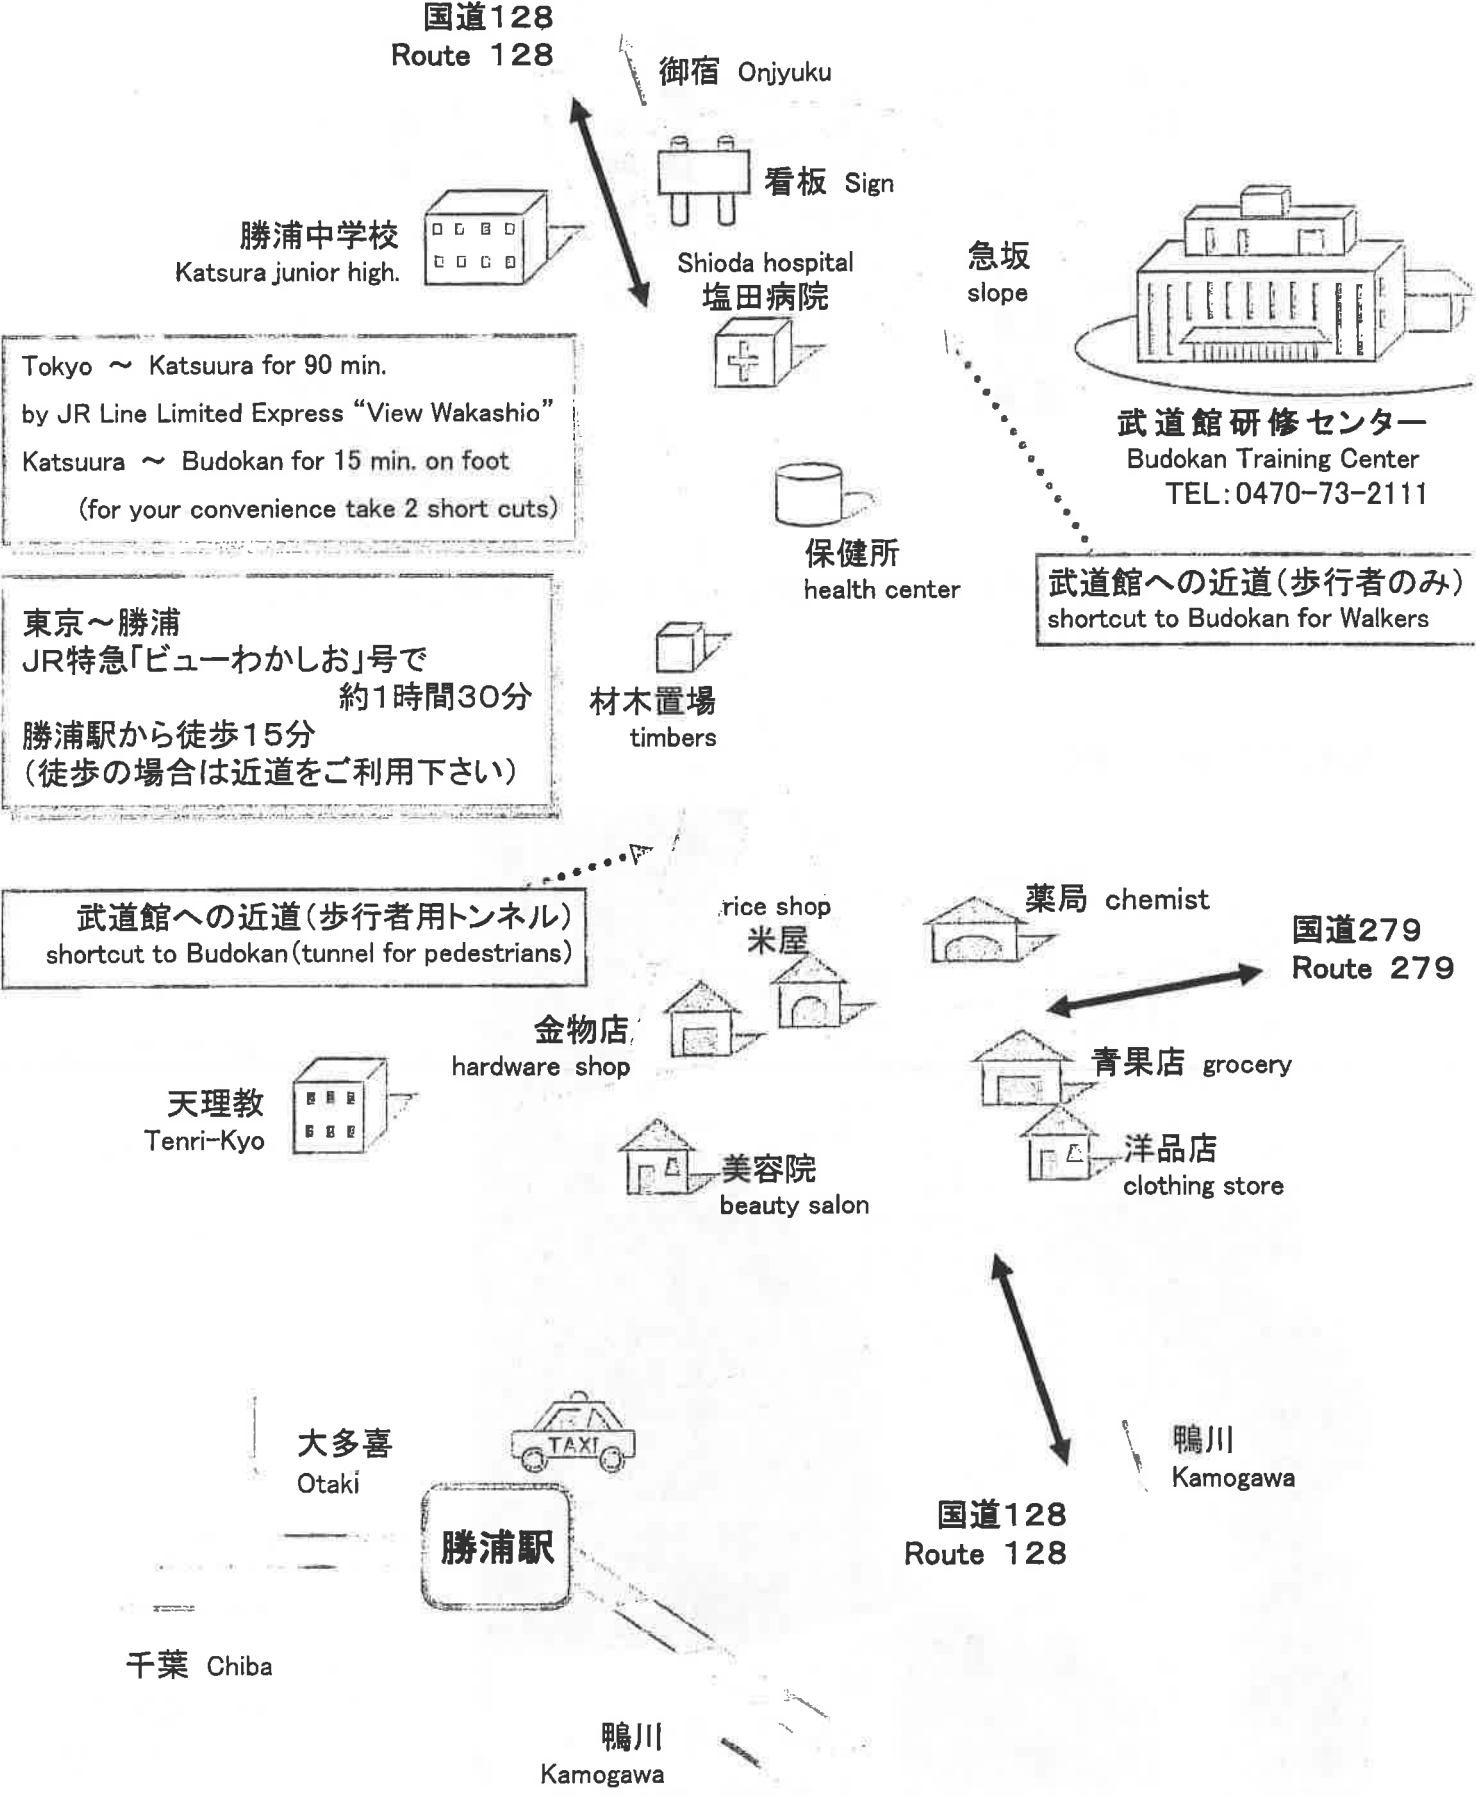 国道128
Route 128
御宿 Onjyuku
看板 Sign
勝浦中学校
Katsura junior high.
Shioda hospital
塩田病院
急坂
slope
Tokyo ～ Katsuura for 90 min.
by JR Line Limited Express “View Wakashio”
Katsuura ～ Budokan for 15 min. on foot
(for your convenience take 2 short cuts)
武道館研修センター
Budokan Training Center
TEL:0470-73-2111
保健所
health center
武道館への近道（歩行者のみ）
shortcut to Budokan for Walkers
東京～勝浦
JR特急「ビューわかしお」号で
約1時間30分
勝浦駅から徒歩15分
（徒歩の場合は近道をご利用下さい）
材木置場
timbers
武道館への近道（歩行者用トンネル）
shortcut to Budokan(tunnel for pedestrians)
rice shop
米屋
薬局 chemist
国道279
Route 279
金物店
hardware shop
青果店 grocery
天理教
Tenri-Kyo
美容院
beauty salon
洋品店
clothing store
大多喜
Otaki
TAXI
鴨川
Kamogawa
国道128
Route 128
勝浦駅
千葉 Chiba
鴨川
Kamogawa